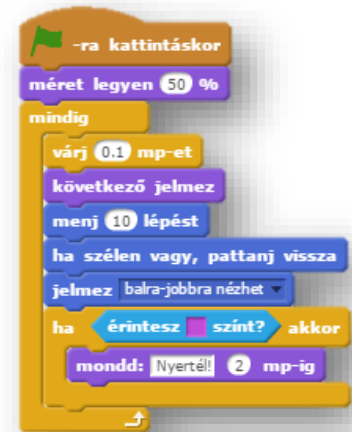 -ra kattintáskor
méret legyen 50 %
mindig
várj 0.1 mp-et
következő jelmez
menj 10 lépést
ha szélen vagy, pattanj vissza
jelmez balra-jobbra nézhet
ha érintesz színt? akkor
mondd: Nyertél! 2 mp-ig